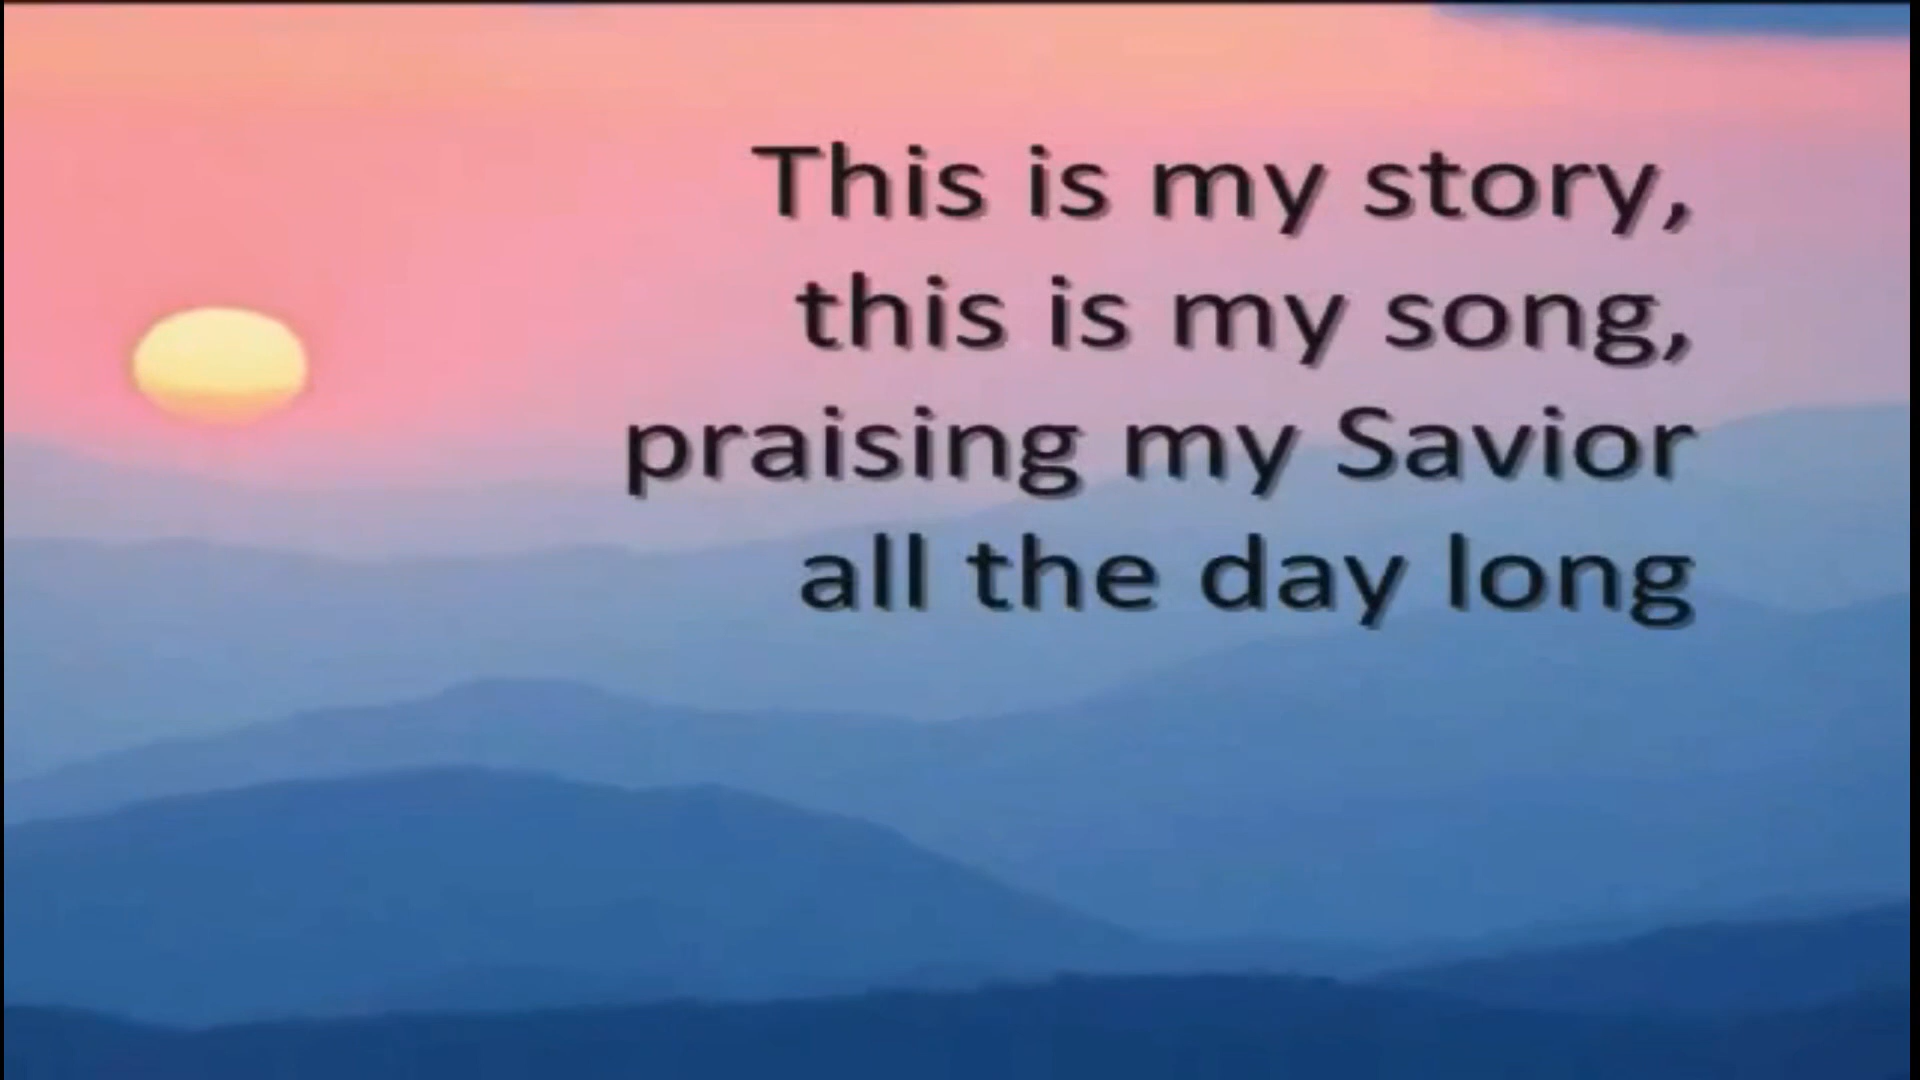 This is my story,
this is my song,
praising my Savior
all the day long